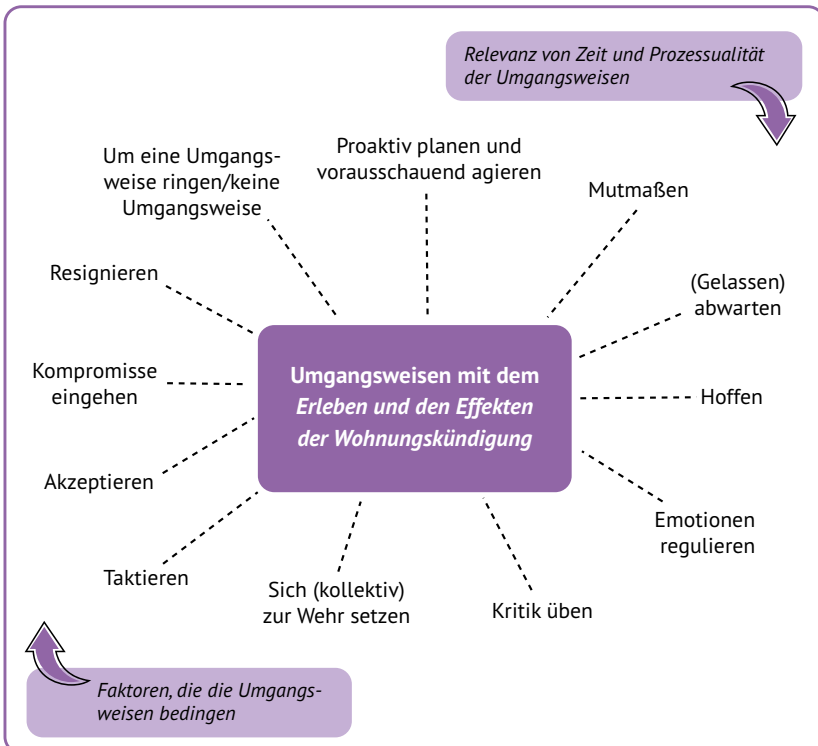 Relevanz von Zeit und Prozessualität
der Umgangsweisen
Um eine Umgangs-
weise ringen/keine
Umgangsweise
Proaktiv planen und
vorausschauend agieren
Mutmaßen
Resignieren
(Gelassen)
abwarten
Kompromisse
eingehen
Umgangsweisen mit dem
Erleben und den Effekten
der Wohnungskündigung
Hoffen
Akzeptieren
Emotionen
regulieren
Taktieren
Sich (kollektiv)
zur Wehr setzen
Kritik üben
Faktoren, die die Umgangs-
weisen bedingen